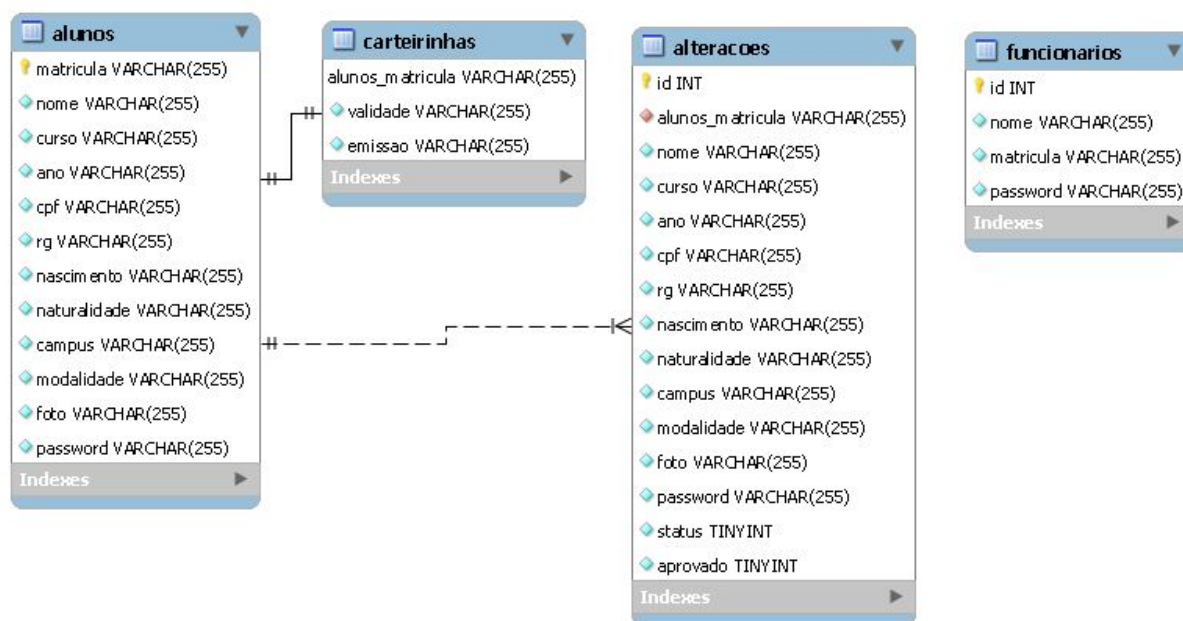 alunos
matricula VARCHAR(255)
nome VARCHAR(255)
curso VARCHAR(255)
ano VARCHAR(255)
cpf VARCHAR(255)
rg VARCHAR(255)
nascimento VARCHAR(255)
naturalidade VARCHAR(255)
campus VARCHAR(255)
modalidade VARCHAR(255)
foto VARCHAR(255)
password VARCHAR(255)
Indexes
carteirinhas
alunos_matricula VARCHAR(255)
validade VARCHAR(255)
emissao VARCHAR(255)
Indexes
alteracoes
id INT
alunos_matricula VARCHAR(255)
nome VARCHAR(255)
curso VARCHAR(255)
ano VARCHAR(255)
cpf VARCHAR(255)
rg VARCHAR(255)
nascimento VARCHAR(255)
naturalidade VARCHAR(255)
campus VARCHAR(255)
modalidade VARCHAR(255)
foto VARCHAR(255)
password VARCHAR(255)
status TINYINT
aprovado TINYINT
Indexes
funcionarios
id INT
nome VARCHAR(255)
matricula VARCHAR(255)
password VARCHAR(255)
Indexes